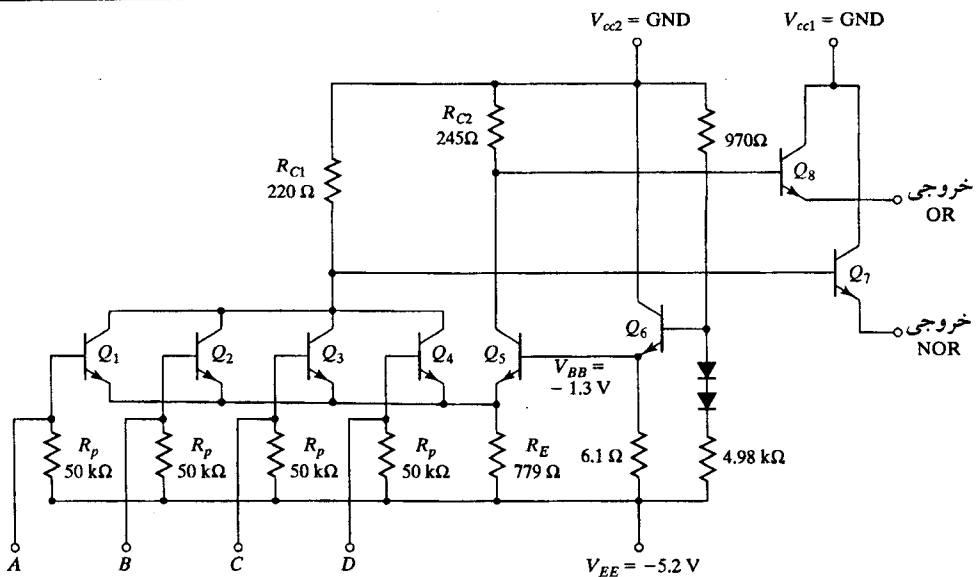 V_cc2 = GND
V_cc1 = GND
R_C2
245Ω
970Ω
R_C1
220 Ω
Q_8
خروجی
OR
Q_7
خروجی
NOR
Q_1
Q_2
Q_3
Q_4
Q_5
Q_6
V_BB =
− 1.3 V
R_p
50 kΩ
R_p
50 kΩ
R_p
50 kΩ
R_p
50 kΩ
R_E
779 Ω
6.1 Ω
4.98 kΩ
A
B
C
D
V_EE = −5.2 V